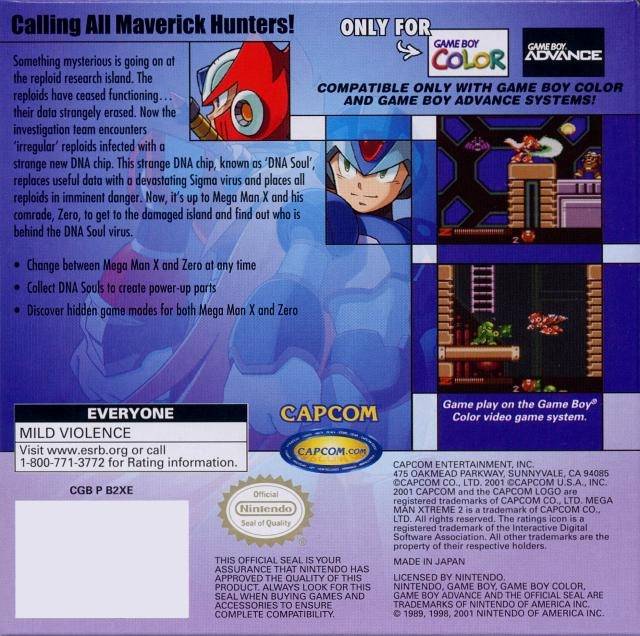 Calling All Maverick Hunters!
Something mysterious is going on at
the reploid research island. The
reploids have ceased functioning...
their data strangely erased. Now the
investigation team encounters
'irregular' reploids infected with a
strange new DNA chip. This strange DNA chip, known as 'DNA Soul',
replaces useful data with a devastating Sigma virus and places all
reploids in imminent danger. Now, it's up to Mega Man X and his
comrade, Zero, to get to the damaged island and find out who is
behind the DNA Soul virus.
• Change between Mega Man X and Zero at any time
• Collect DNA Souls to create power-up parts
• Discover hidden game modes for both Mega Man X and Zero
ONLY FOR
GAME BOY
COLOR
GAME BOY
ADVANCE
COMPATIBLE ONLY WITH GAME BOY COLOR
AND GAME BOY ADVANCE SYSTEMS!
2
2
Game play on the Game Boy®
Color video game system.
EVERYONE
MILD VIOLENCE
Visit www.esrb.org or call
1-800-771-3772 for Rating information.
CGB P B2XE
CAPCOM
CAPCOM.COM
Official
Nintendo
Seal of Quality
THIS OFFICIAL SEAL IS YOUR
ASSURANCE THAT NINTENDO HAS
APPROVED THE QUALITY OF THIS
PRODUCT. ALWAYS LOOK FOR THIS
SEAL WHEN BUYING GAMES AND
ACCESSORIES TO ENSURE
COMPLETE COMPATIBILITY.
CAPCOM ENTERTAINMENT, INC.
475 OAKMEAD PARKWAY, SUNNYVALE, CA 94085
©CAPCOM CO., LTD. 2001 ©CAPCOM U.S.A., INC.
2001 CAPCOM and the CAPCOM LOGO are
registered trademarks of CAPCOM CO., LTD. MEGA
MAN XTREME 2 is a trademark of CAPCOM CO.,
LTD. All rights reserved. The ratings icon is a
registered trademark of the Interactive Digital
Software Association. All other trademarks are the
property of their respective holders.
MADE IN JAPAN
LICENSED BY NINTENDO.
NINTENDO, GAME BOY, GAME BOY COLOR,
GAME BOY ADVANCE AND THE OFFICIAL SEAL ARE
TRADEMARKS OF NINTENDO OF AMERICA INC.
© 1989, 1998, 2001 NINTENDO OF AMERICA INC.